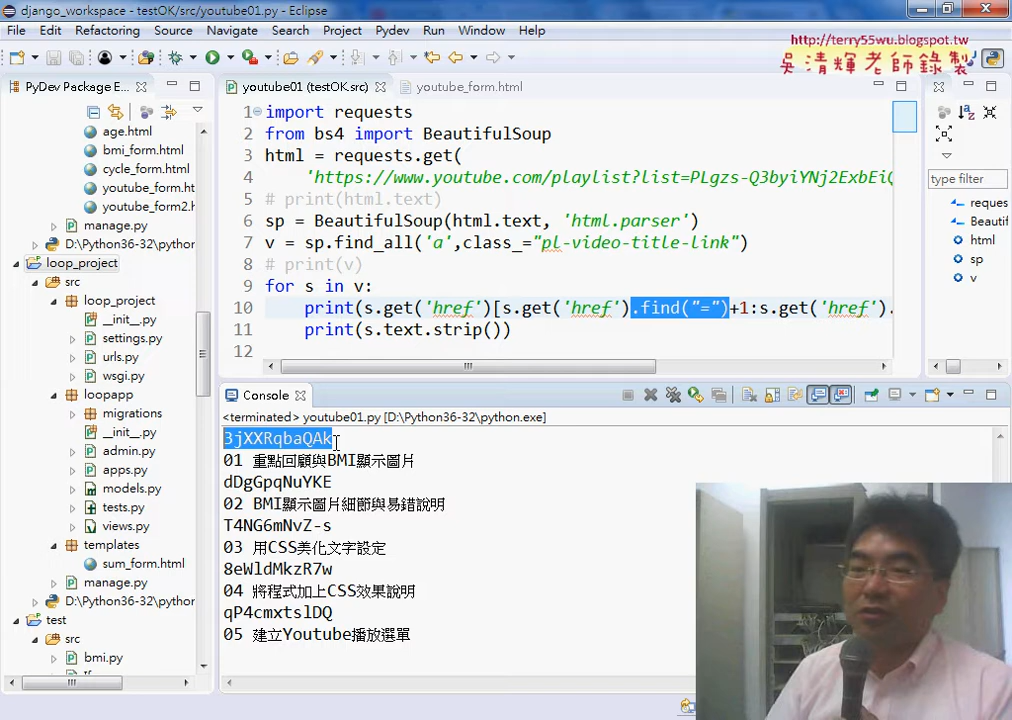 django_workspace - testOK/src/youtube01.py - Eclipse
File Edit Refactoring Source Navigate Search Project Pydev Run Window Help
http://terry55wu.blogspot.tw
吳清輝老師錄製
PyDev Package E...
youtube01 (testOK.src)
youtube_form.html
age.html
bmi_form.html
cycle_form.html
youtube_form.ht
youtube_form2.h
manage.py
D:\Python36-32\python
loop_project
src
loop_project
__init__.py
settings.py
urls.py
wsgi.py
loopapp
migrations
__init__.py
admin.py
apps.py
models.py
tests.py
views.py
templates
sum_form.html
manage.py
D:\Python36-32\python
test
src
bmi.py
1 import requests
2 from bs4 import BeautifulSoup
3 html = requests.get(
4 'https://www.youtube.com/playlist?list=PLgzs-Q3byiYNj2ExbEiQ
5 # print(html.text)
6 sp = BeautifulSoup(html.text, 'html.parser')
7 v = sp.find_all('a',class_="pl-video-title-link")
8 # print(v)
9 for s in v:
10 print(s.get('href')[s.get('href').find("=")+1:s.get('href').
11 print(s.text.strip())
12
type filter
reques
Beautif
html
sp
v
Console
<terminated> youtube01.py [D:\Python36-32\python.exe]
3jXXRqbaQAk
01 重點回顧與BMI顯示圖片
dDgGpqNuYKE
02 BMI顯示圖片細節與易錯說明
T4NG6mNvZ-s
03 用CSS美化文字設定
8eWldMkzR7w
04 將程式加上CSS效果說明
qP4cmxtslDQ
05 建立Youtube播放選單